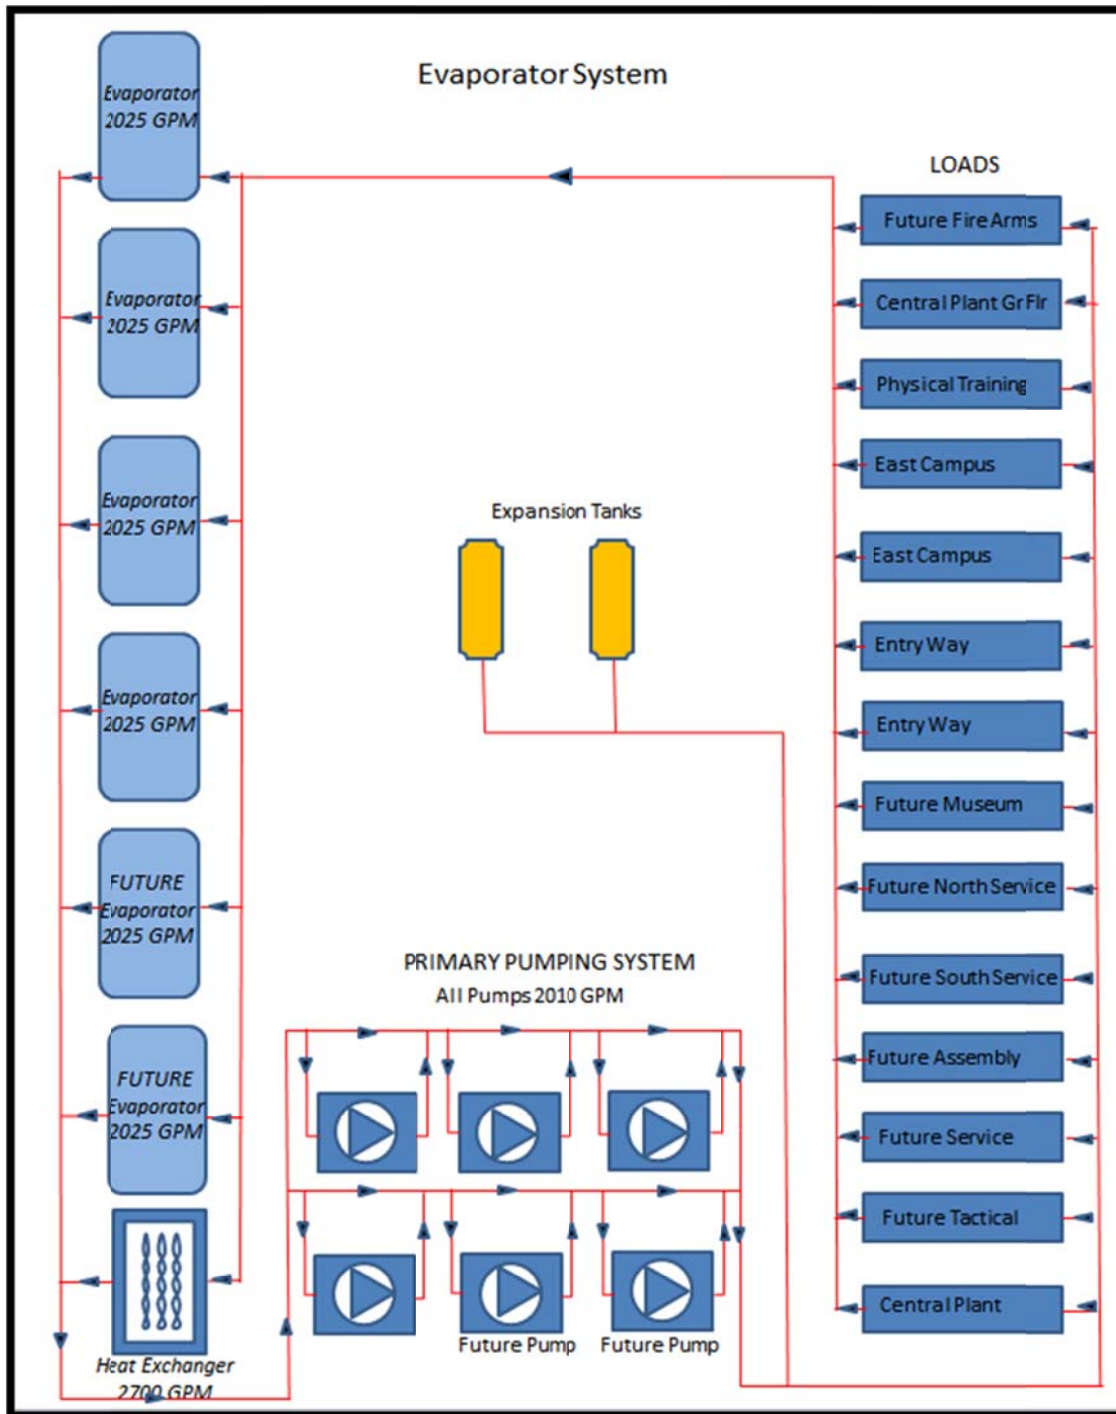 Evaporator System
Evaporator
2025 GPM
Evaporator
2025 GPM
Evaporator
2025 GPM
Evaporator
2025 GPM
FUTURE
Evaporator
2025 GPM
FUTURE
Evaporator
2025 GPM
Heat Exchanger
2700 GPM
Expansion Tanks
PRIMARY PUMPING SYSTEM
All Pumps 2010 GPM
Future Pump
Future Pump
LOADS
Future Fire Arms
Central Plant Gr Flr
Physical Training
East Campus
East Campus
Entry Way
Entry Way
Future Museum
Future North Service
Future South Service
Future Assembly
Future Service
Future Tactical
Central Plant